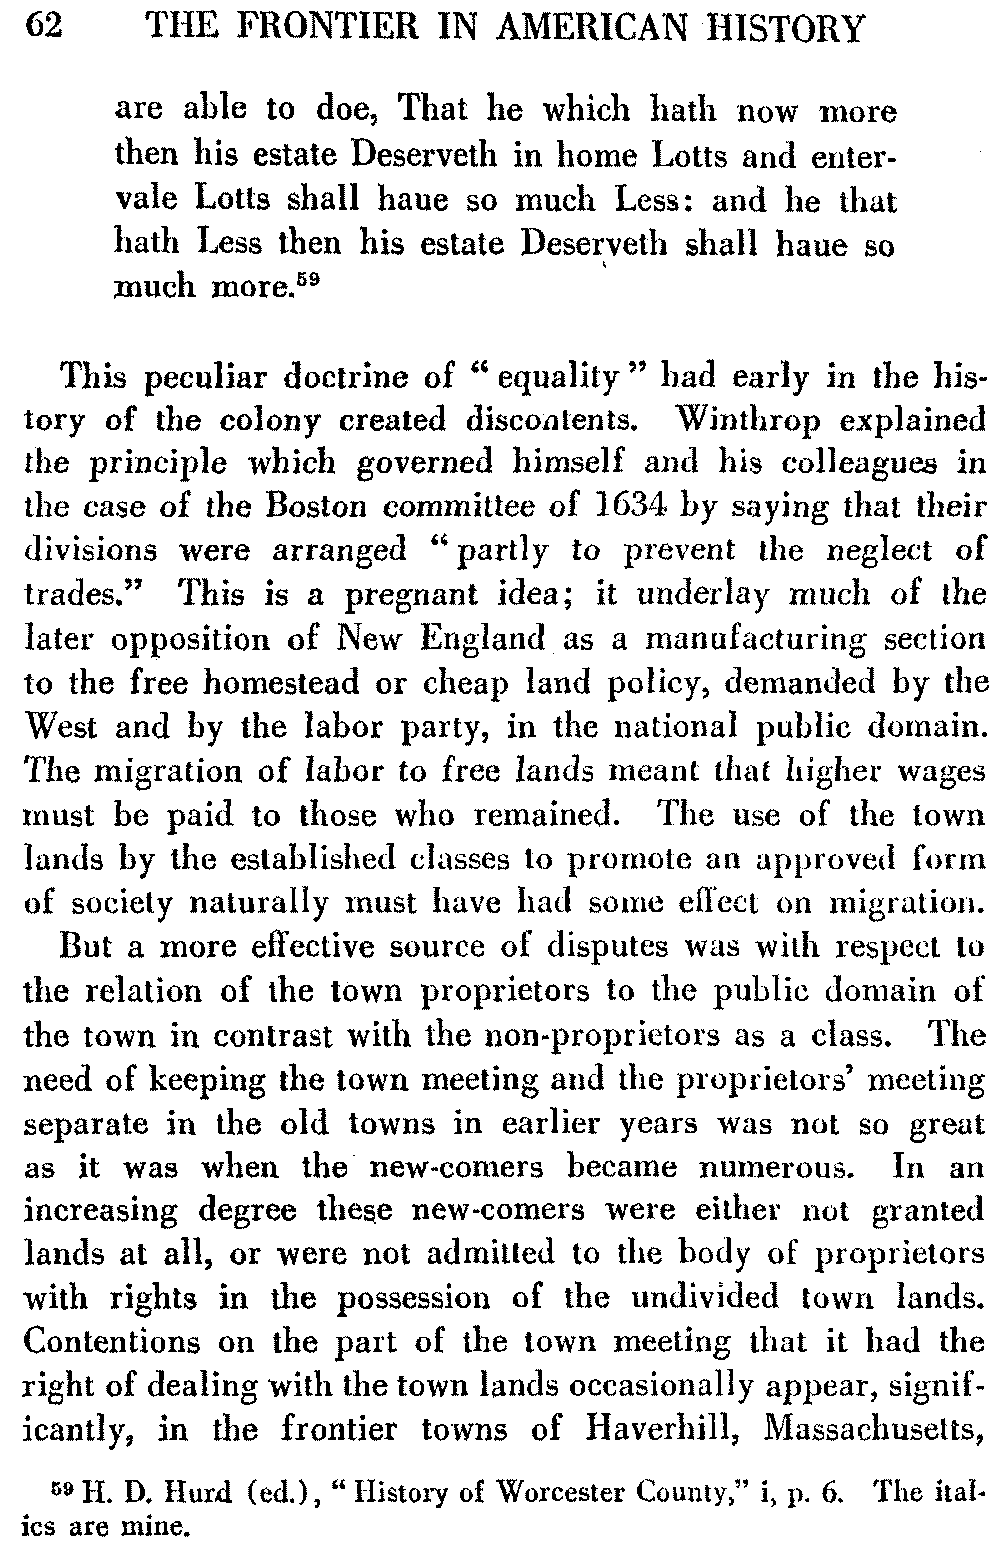 62 THE FRONTIER IN AMERICAN HISTORY
are able to doe, That he which hath now more
then his estate Deserveth in home Lotts and enter-
vale Lotts shall haue so much Less: and he that
hath Less then his estate Deserveth shall haue so
much more.⁵⁹
This peculiar doctrine of “ equality ” had early in the his-
tory of the colony created discontents. Winthrop explained
the principle which governed himself and his colleagues in
the case of the Boston committee of 1634 by saying that their
divisions were arranged “ partly to prevent the neglect of
trades.” This is a pregnant idea; it underlay much of the
later opposition of New England as a manufacturing section
to the free homestead or cheap land policy, demanded by the
West and by the labor party, in the national public domain.
The migration of labor to free lands meant that higher wages
must be paid to those who remained. The use of the town
lands by the established classes to promote an approved form
of society naturally must have had some effect on migration.
But a more effective source of disputes was with respect to
the relation of the town proprietors to the public domain of
the town in contrast with the non-proprietors as a class. The
need of keeping the town meeting and the proprietors’ meeting
separate in the old towns in earlier years was not so great
as it was when the new-comers became numerous. In an
increasing degree these new-comers were either not granted
lands at all, or were not admitted to the body of proprietors
with rights in the possession of the undivided town lands.
Contentions on the part of the town meeting that it had the
right of dealing with the town lands occasionally appear, signif-
icantly, in the frontier towns of Haverhill, Massachusetts,
⁵⁹ H. D. Hurd (ed.), “ History of Worcester County,” i, p. 6. The ital-
ics are mine.